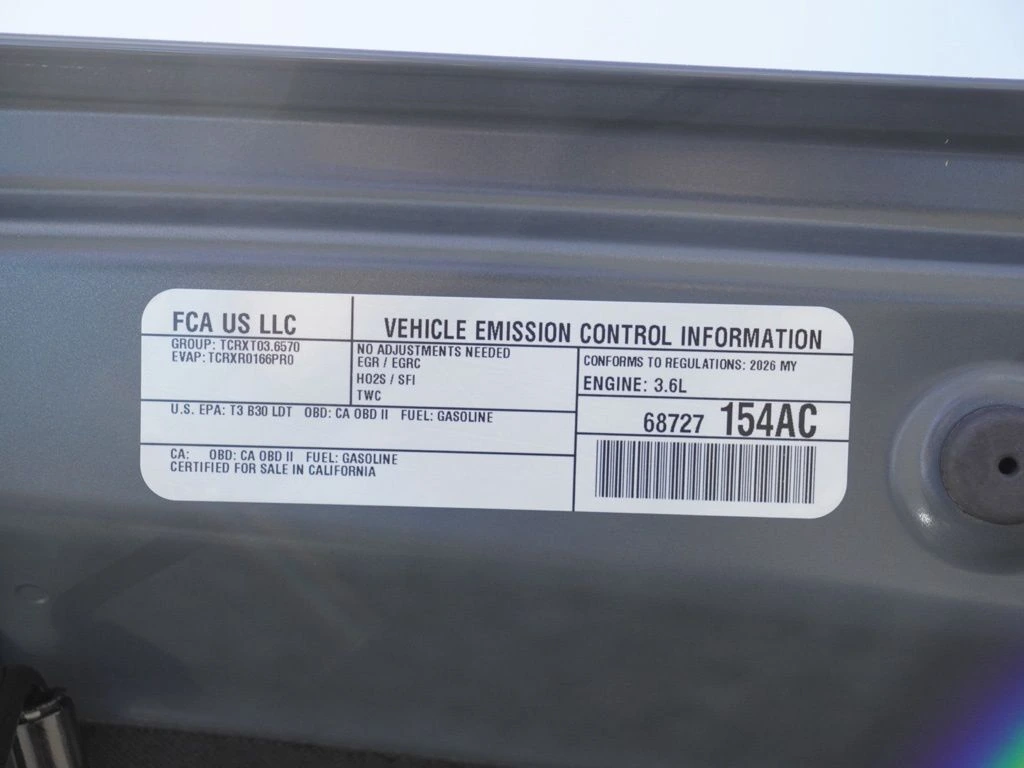 FCA US LLC
VEHICLE EMISSION CONTROL INFORMATION
GROUP: TCRXT03.6570
EVAP: TCRXR0166PR0
NO ADJUSTMENTS NEEDED
EGR / EGRC
HO2S / SFI
TWC
CONFORMS TO REGULATIONS: 2026 MY
ENGINE: 3.6L
U.S. EPA: T3 B30 LDT OBD: CA OBD II FUEL: GASOLINE
68727 154AC
CA: OBD: CA OBD II FUEL: GASOLINE
CERTIFIED FOR SALE IN CALIFORNIA